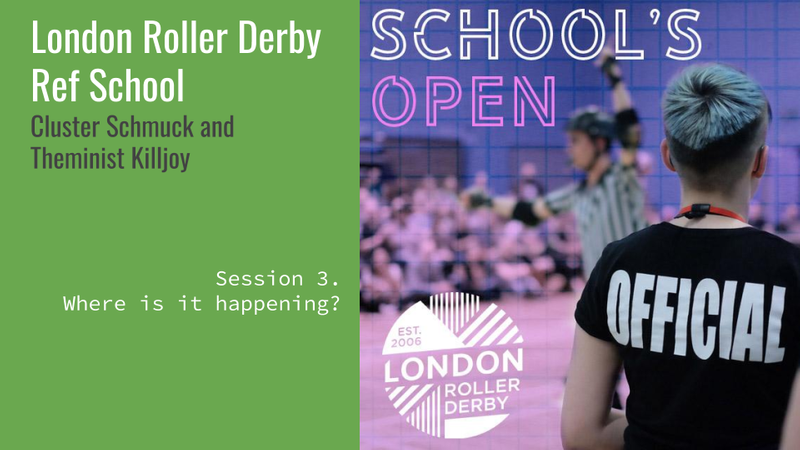 London Roller Derby
Ref School
Cluster Schmuck and
Theminist Killjoy
Session 3.
Where is it happening?
SCHOOL'S
OPEN
OFFICIAL
EST.
2006
LONDON
ROLLER
DERBY